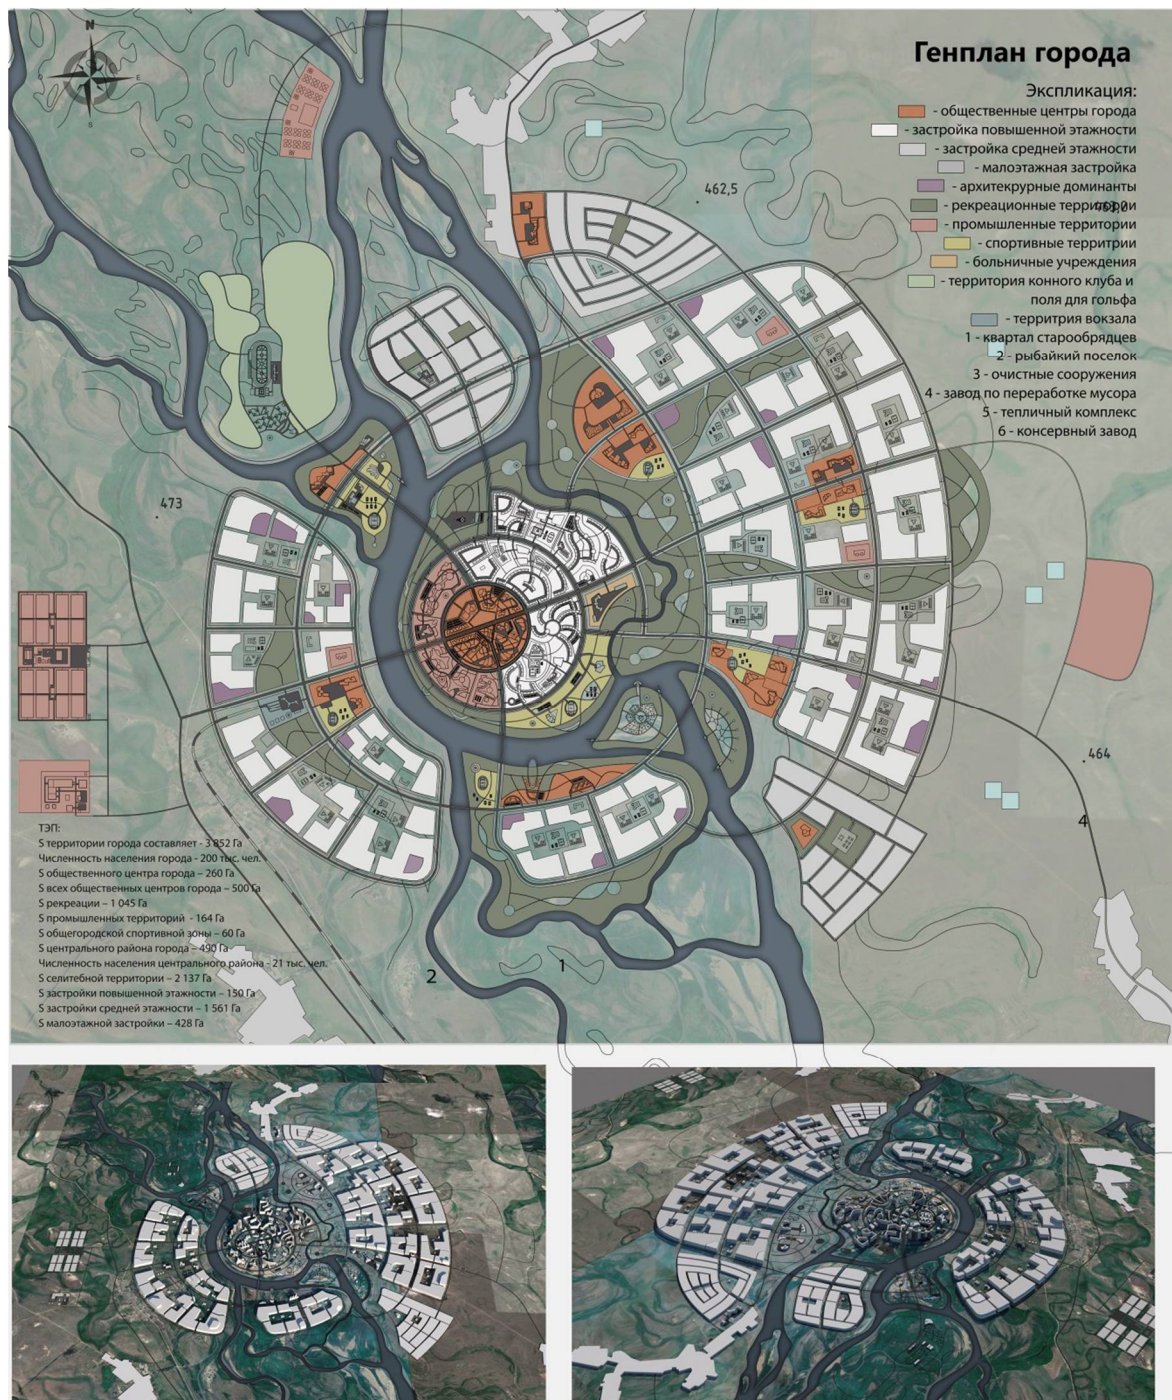 N
E
S
Генплан города
Экспликация:
- общественные центры города
- застройка повышенной этажности
- застройка средней этажности
- малоэтажная застройка
- архитекрурные доминанты
- рекреационные территории
- промышленные территории
- спортивные территрии
- больничные учреждения
- территория конного клуба и
поля для гольфа
- территрия вокзала
1 - квартал старообрядцев
2 - рыбайкий поселок
3 - очистные сооружения
4 - завод по переработке мусора
5 - тепличный комплекс
6 - консервный завод
462,5
473
464
4
1
2
ТЭП:
S территории города составляет - 3 852 Га
Численность населения города - 200 тыс. чел.
S общественного центра города – 260 Га
S всех общественных центров города – 500 Га
S рекреации – 1 045 Га
S промышленных территорий - 164 Га
S общегородской спортивной зоны – 60 Га
S центрального района города – 490 Га
Численность населения центрального района - 21 тыс. чел.
S селитебной территории – 2 137 Га
S застройки повышенной этажности – 150 Га
S застройки средней этажности – 1 561 Га
S малоэтажной застройки – 428 Га